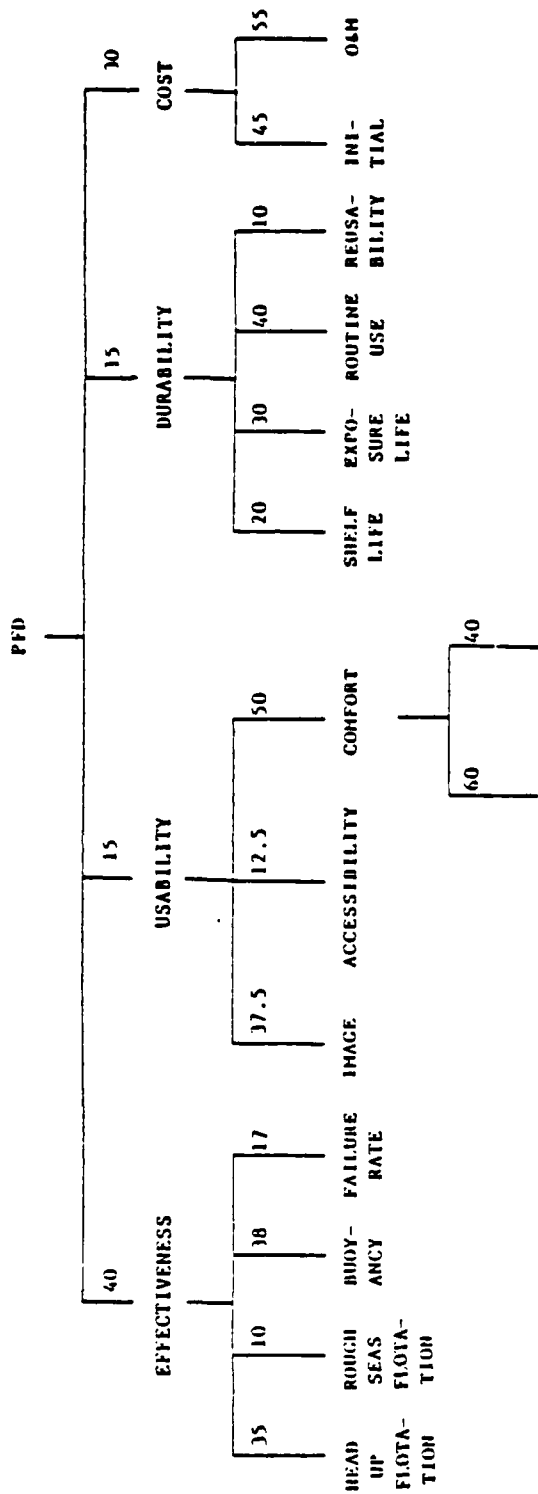 PFD
40 15 15 30
EFFECTIVENESS USABILITY DURABILITY COST
35 10 38 17 37.5 12.5 50 20 30 40 10 45 55
HEAD ROUGH BUOY- FAILURE IMAGE ACCESSIBILITY COMFORT SHELF EXPO- ROUTINE REUSA- INI- O&M
UP SEAS ANCY RATE LIFE SURE USE BILITY TIAL
FLOTA- FLOTA- LIFE
TION TION
60 40